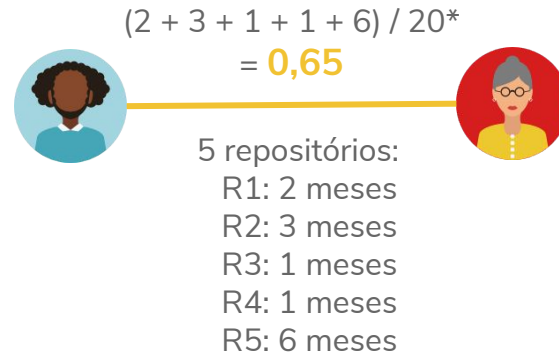 (2 + 3 + 1 + 1 + 6) / 20*
= 0,65
5 repositórios:
R1: 2 meses
R2: 3 meses
R3: 1 meses
R4: 1 meses
R5: 6 meses